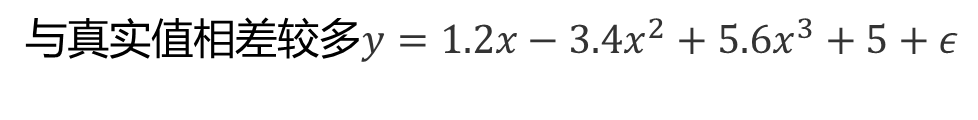 与真实值相差较多y = 1.2x − 3.4x² + 5.6x³ + 5 + ϵ